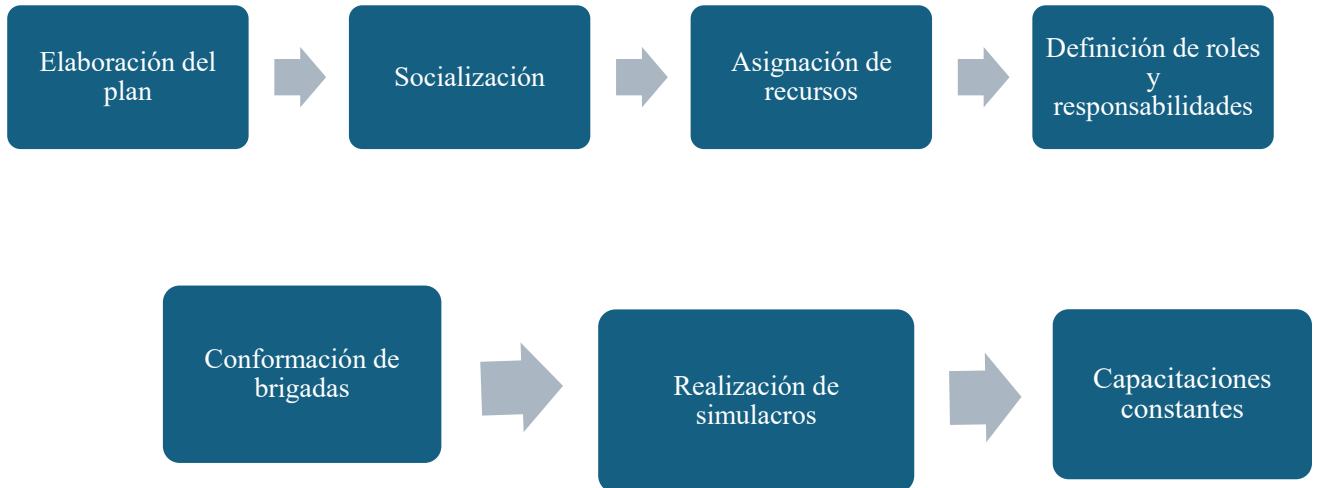 Elaboración del
plan
Socialización
Asignación de
recursos
Definición de roles
y
responsabilidades
Conformación de
brigadas
Realización de
simulacros
Capacitaciones
constantes